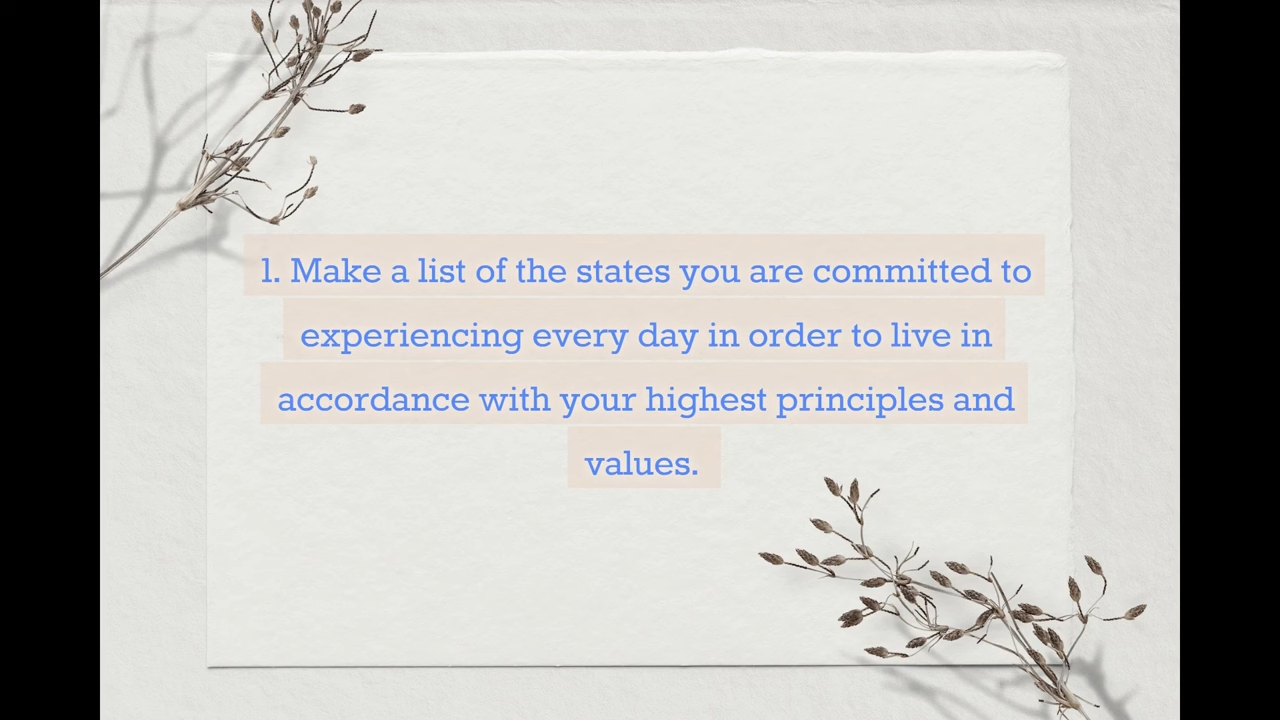 1. Make a list of the states you are committed to
experiencing every day in order to live in
accordance with your highest principles and
values.